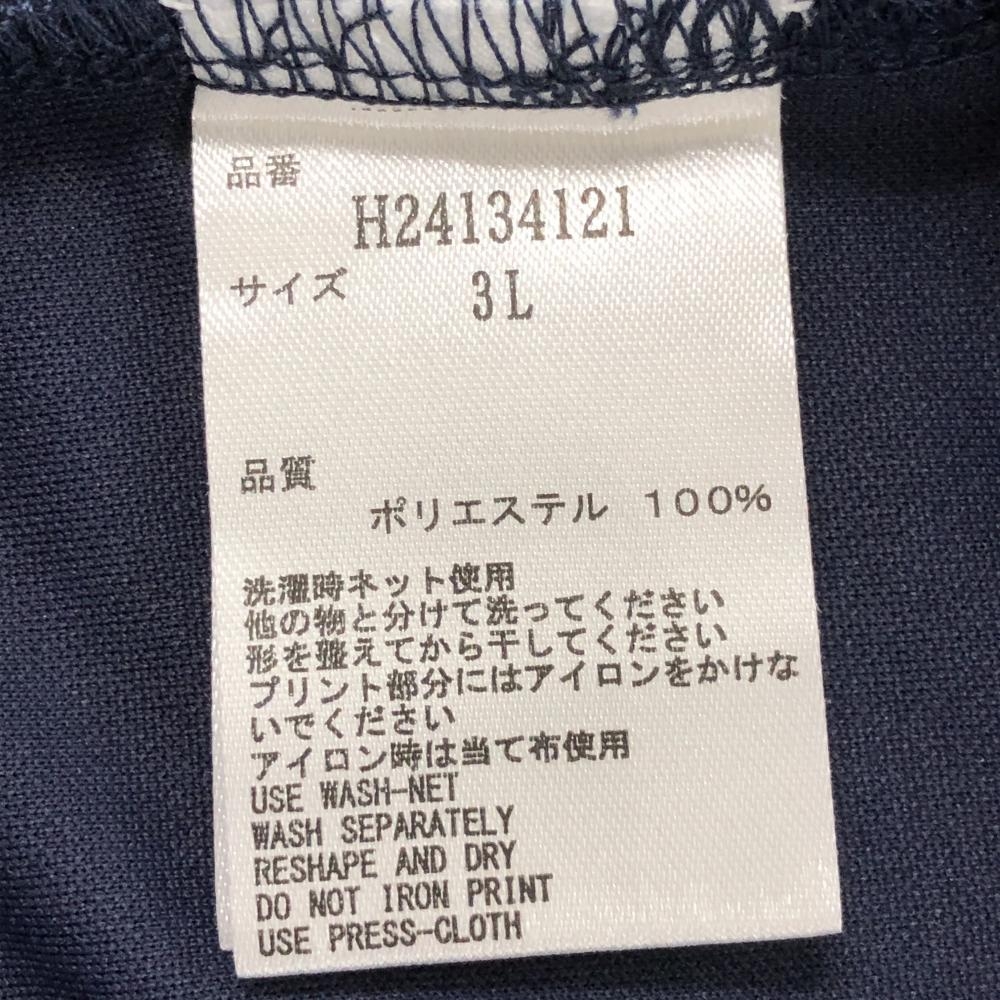 品番
H24134121
サイズ 3L
品質
ポリエステル 100%
洗濯時ネット使用
他の物と分けて洗ってください
形を整えてから干してください
プリント部分にはアイロンをかけな
いでください
アイロン時は当て布使用
USE WASH-NET
WASH SEPARATELY
RESHAPE AND DRY
DO NOT IRON PRINT
USE PRESS-CLOTH